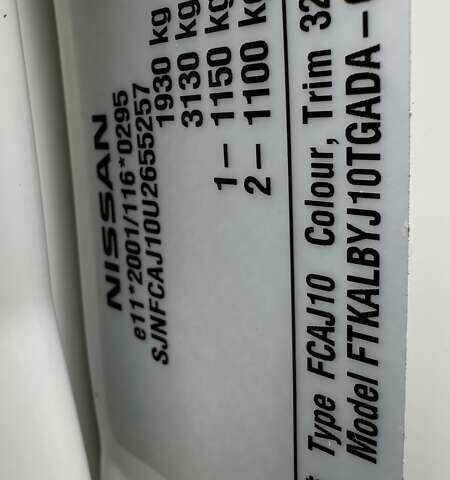 NISSAN
e11*2001/116*0295
SJNFCAJ10U2655257
1930 kg
3130 kg
1– 1150 kg
2– 1100 kg
Type FCAJ10 Colour, Trim 32
Model FTKALBYJ10TGADA–